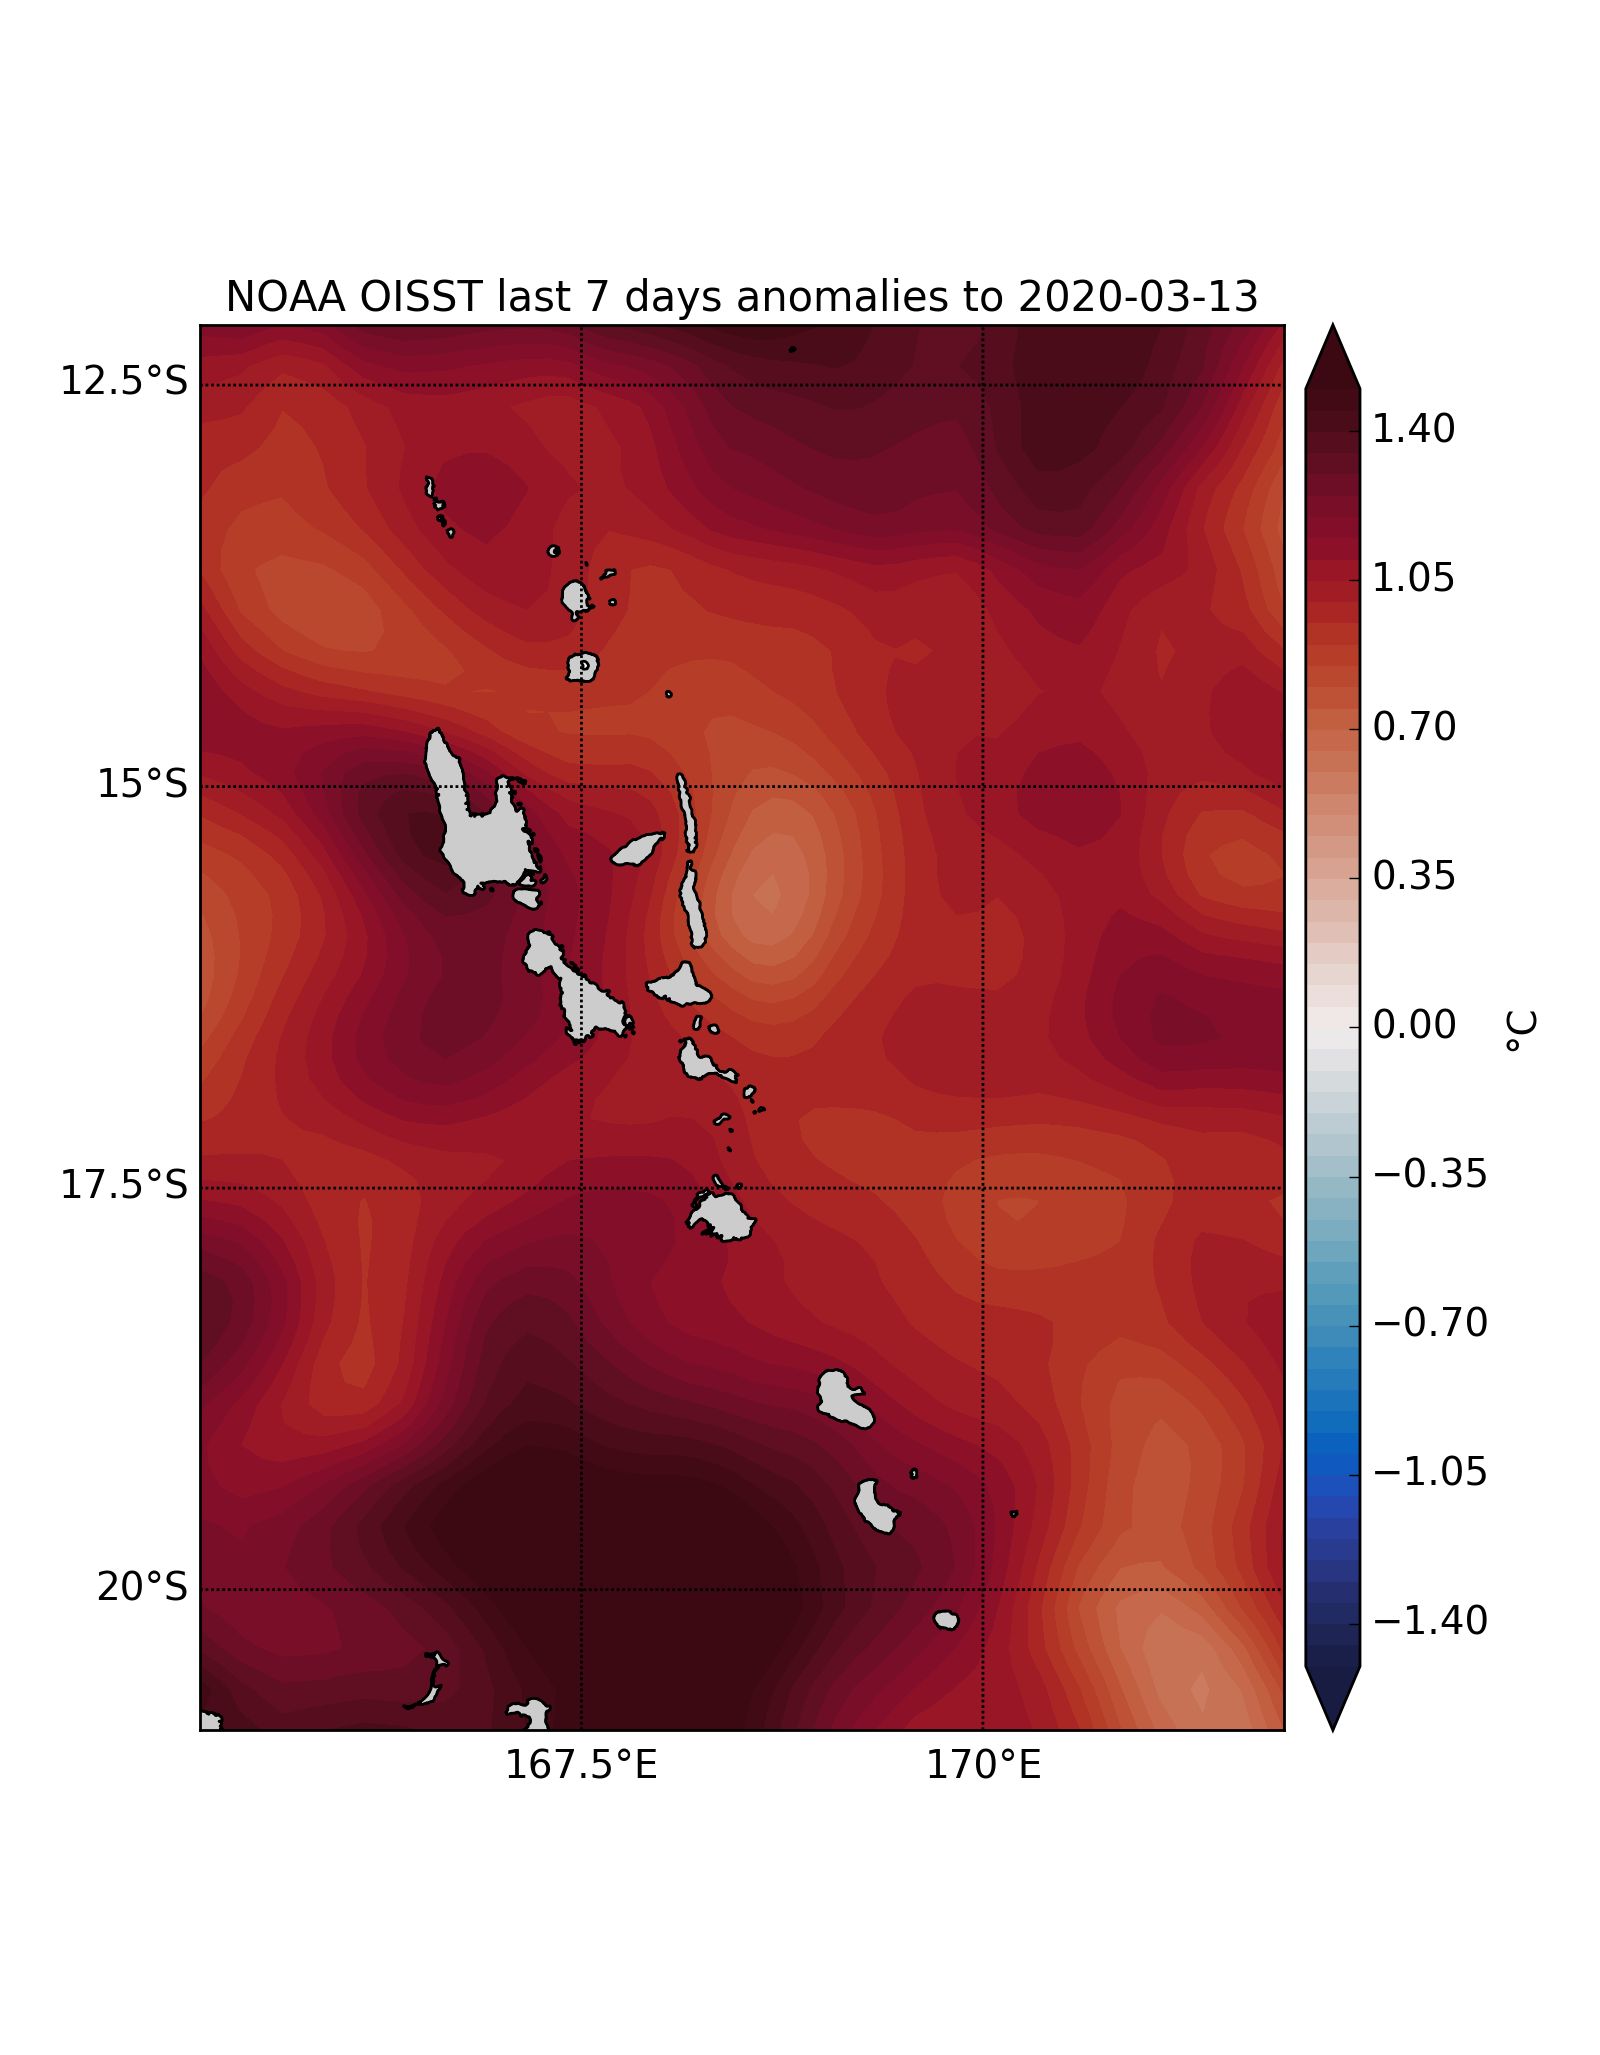 NOAA OISST last 7 days anomalies to 2020-03-13
12.5°S
15°S
17.5°S
20°S
167.5°E
170°E
1.40
1.05
0.70
0.35
0.00
−0.35
−0.70
−1.05
−1.40
°C